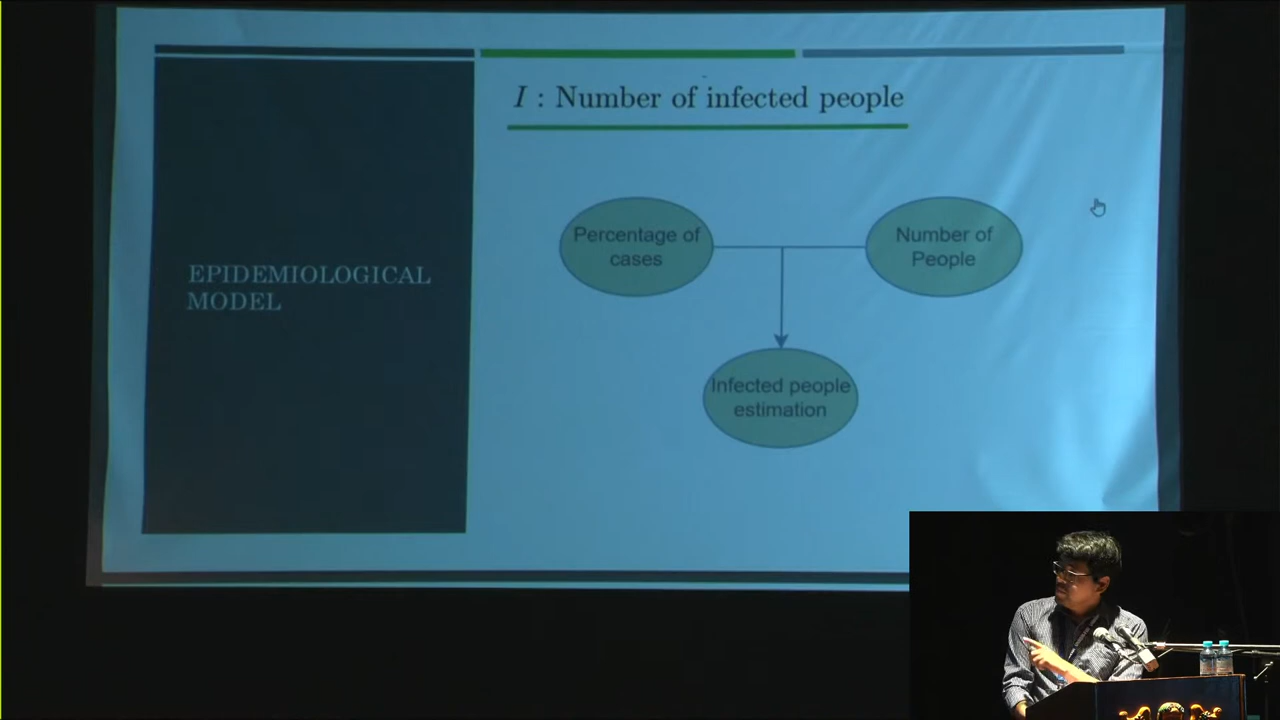 I : Number of infected people
EPIDEMIOLOGICAL
MODEL
Percentage of
cases
Number of
People
Infected people
estimation